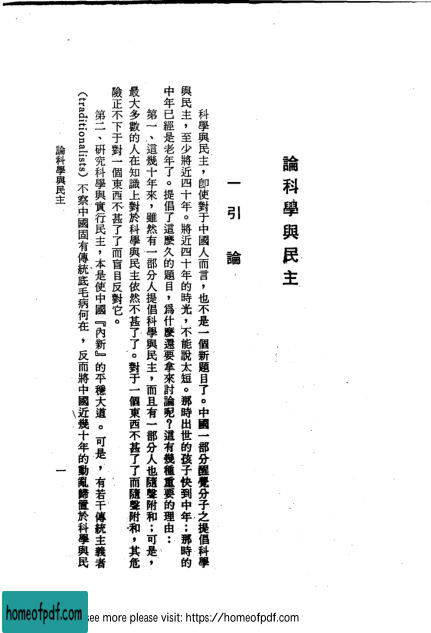 論科學與民主
一 引 論
科學與民主，卽使對于中國人而言，也不是一個新題目了。中國一部分醒覺分子之提倡科學
與民主，至少將近四十年。將近四十年的時光，不能說太短。那時出世的孩子快到中年；那時的
中年已經是老年了。提倡了這麼久的題目，爲什麼還要拿來討論呢？這有幾種重要的理由：
第一、這幾十年來，雖然有一部分人提倡科學與民主，而且有一部分人也隨聲附和；可是，
最大多數的人在知識上對於科學與民主依然不甚了了。對于一個東西不甚了了而隨聲附和，其危
險正不下于對一個東西不甚了了而盲目反對它。
第二、研究科學與實行民主，本是使中國『內新』的平穩大道。可是，有若干傳統主義者
(traditionalists) 不察中國固有傳統底毛病何在，反而將中國近幾十年的動亂歸置於科學與民
論科學與民主
一
homeofpdf.com
see more please visit: https://homeofpdf.com